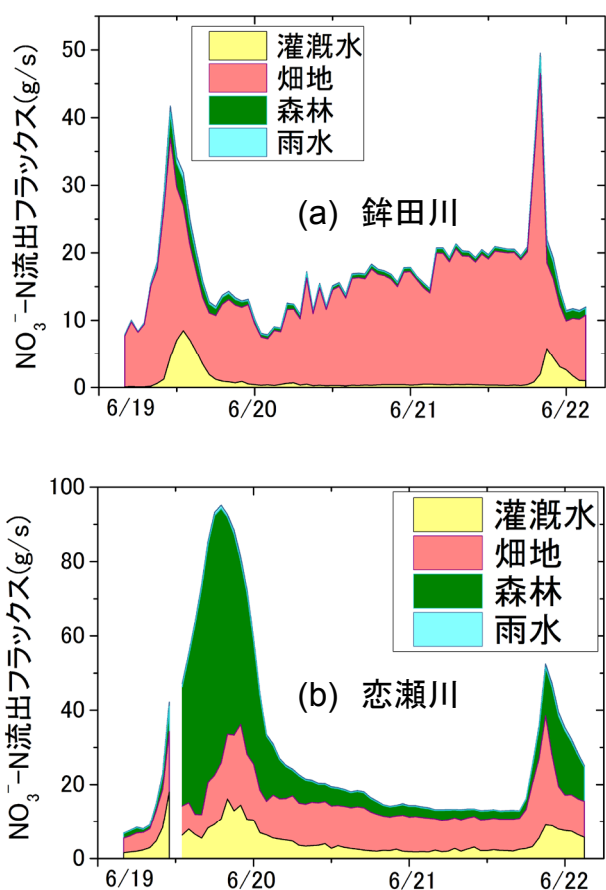 NO₃⁻-N流出フラックス(g/s)
50
40
30
20
10
0
灌漑水
畑地
森林
雨水
(a) 鉾田川
6/19 6/20 6/21 6/22
NO₃⁻-N流出フラックス(g/s)
100
80
60
40
20
0
灌漑水
畑地
森林
雨水
(b) 恋瀬川
6/19 6/20 6/21 6/22